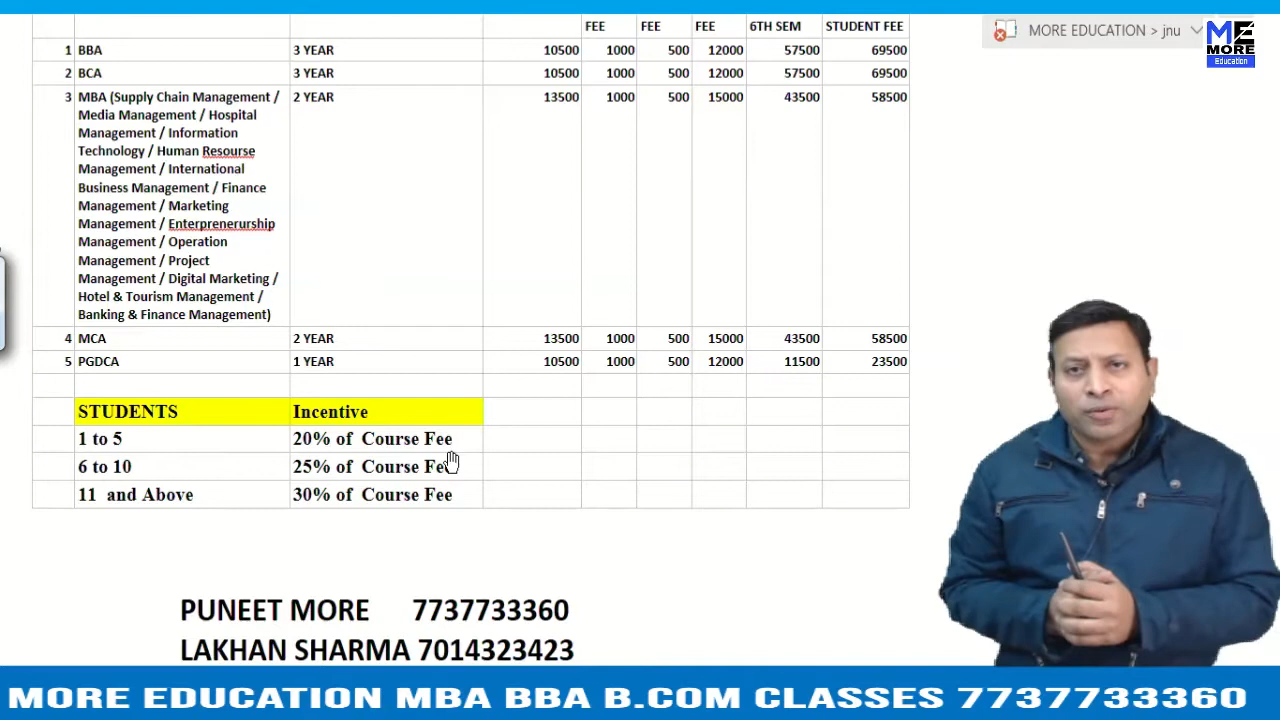 FEE FEE FEE 6TH SEM STUDENT FEE
MORE EDUCATION > jnu
ME
MORE
Education
1 BBA 3 YEAR 10500 1000 500 12000 57500 69500
2 BCA 3 YEAR 10500 1000 500 12000 57500 69500
3 MBA (Supply Chain Management / 2 YEAR 13500 1000 500 15000 43500 58500
Media Management / Hospital
Management / Information
Technology / Human Resourse
Management / International
Business Management / Finance
Management / Marketing
Management / Enterprenerurship
Management / Operation
Management / Project
Management / Digital Marketing /
Hotel & Tourism Management /
Banking & Finance Management)
4 MCA 2 YEAR 13500 1000 500 15000 43500 58500
5 PGDCA 1 YEAR 10500 1000 500 12000 11500 23500
STUDENTS Incentive
1 to 5 20% of Course Fee
6 to 10 25% of Course Fee
11 and Above 30% of Course Fee
PUNEET MORE 7737733360
LAKHAN SHARMA 7014323423
MORE EDUCATION MBA BBA B.COM CLASSES 7737733360